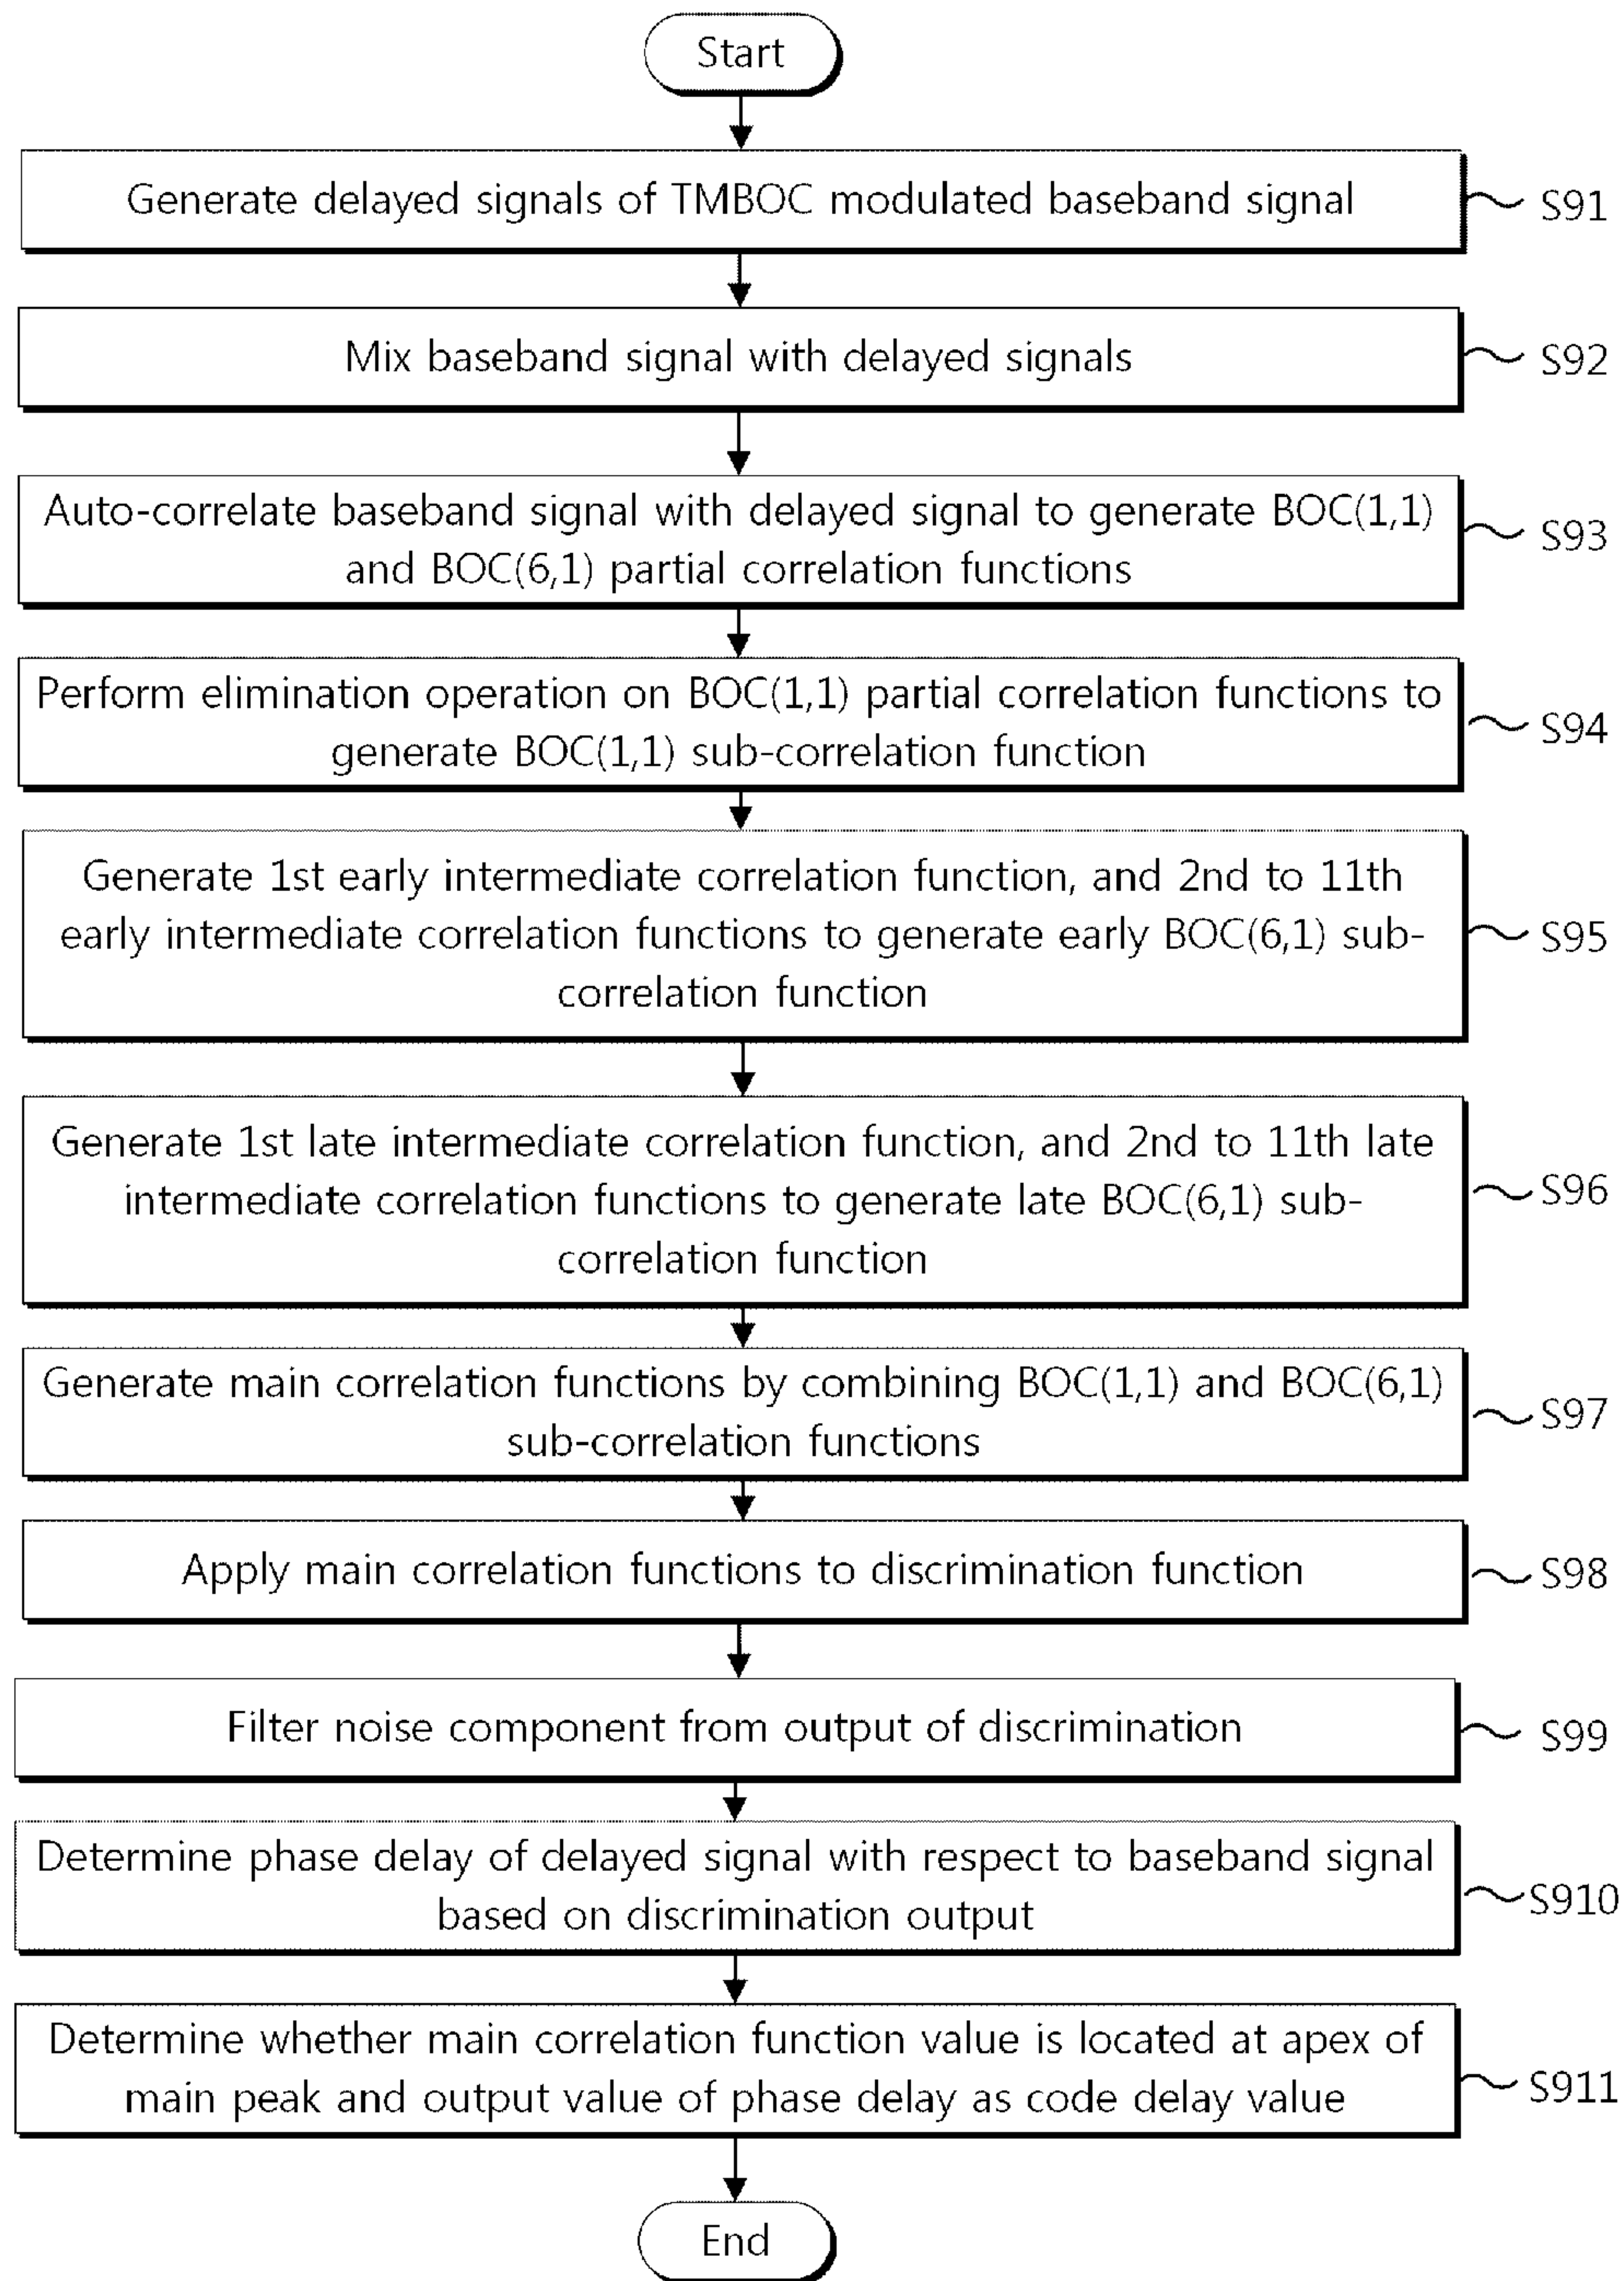 Start
Generate delayed signals of TMBOC modulated baseband signal
S91
Mix baseband signal with delayed signals
S92
Auto-correlate baseband signal with delayed signal to generate BOC(1,1)
and BOC(6,1) partial correlation functions
S93
Perform elimination operation on BOC(1,1) partial correlation functions to
generate BOC(1,1) sub-correlation function
S94
Generate 1st early intermediate correlation function, and 2nd to 11th
early intermediate correlation functions to generate early BOC(6,1) sub-
correlation function
S95
Generate 1st late intermediate correlation function, and 2nd to 11th late
intermediate correlation functions to generate late BOC(6,1) sub-
correlation function
S96
Generate main correlation functions by combining BOC(1,1) and BOC(6,1)
sub-correlation functions
S97
Apply main correlation functions to discrimination function
S98
Filter noise component from output of discrimination
S99
Determine phase delay of delayed signal with respect to baseband signal
based on discrimination output
S910
Determine whether main correlation function value is located at apex of
main peak and output value of phase delay as code delay value
S911
End